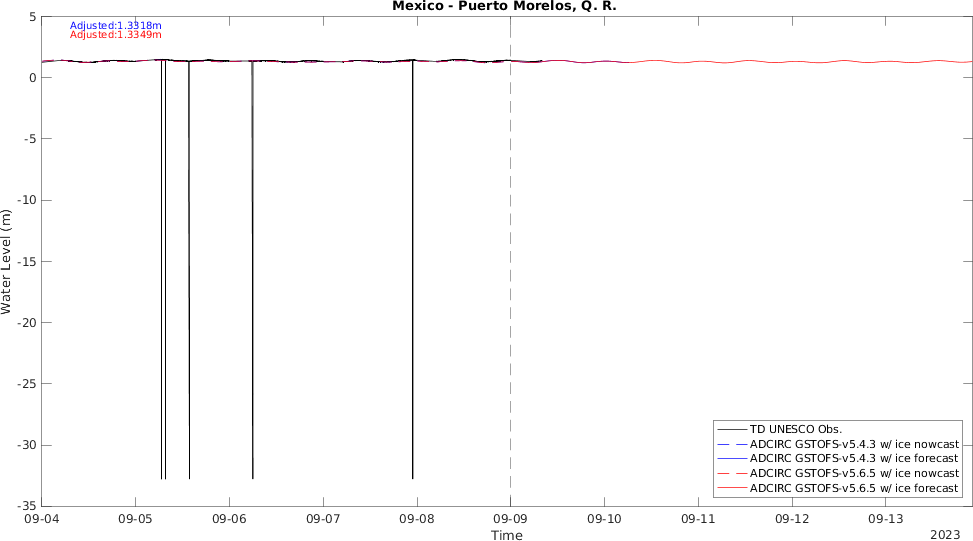 Mexico - Puerto Morelos, Q. R.
Adjusted:1.3318m
Adjusted:1.3349m
5
0
-5
-10
-15
-20
-25
-30
-35
Water Level (m)
TD UNESCO Obs.
ADCIRC GSTOFS-v5.4.3 w/ ice nowcast
ADCIRC GSTOFS-v5.4.3 w/ ice forecast
ADCIRC GSTOFS-v5.6.5 w/ ice nowcast
ADCIRC GSTOFS-v5.6.5 w/ ice forecast
09-04 09-05 09-06 09-07 09-08 09-09 09-10 09-11 09-12 09-13
Time
2023